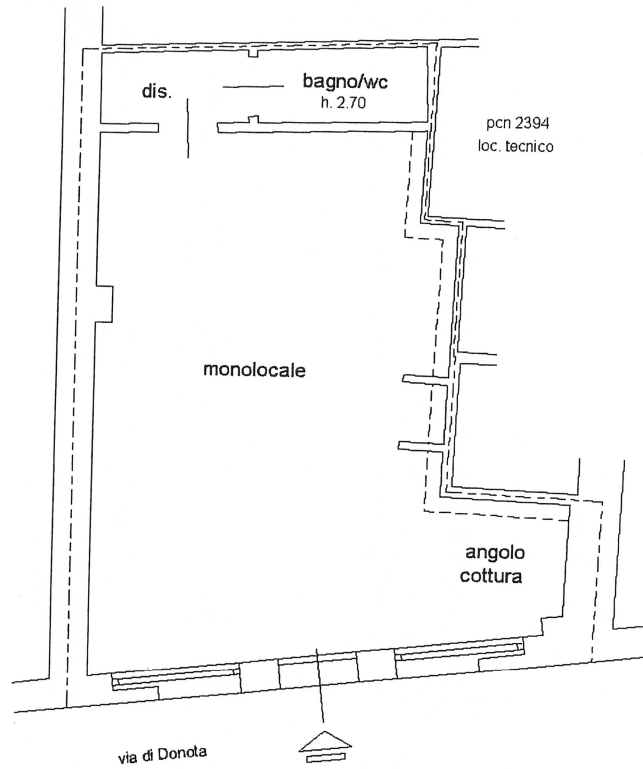 dis.
bagno/wc
h. 2.70
pcn 2394
loc. tecnico
monolocale
angolo
cottura
via di Donota